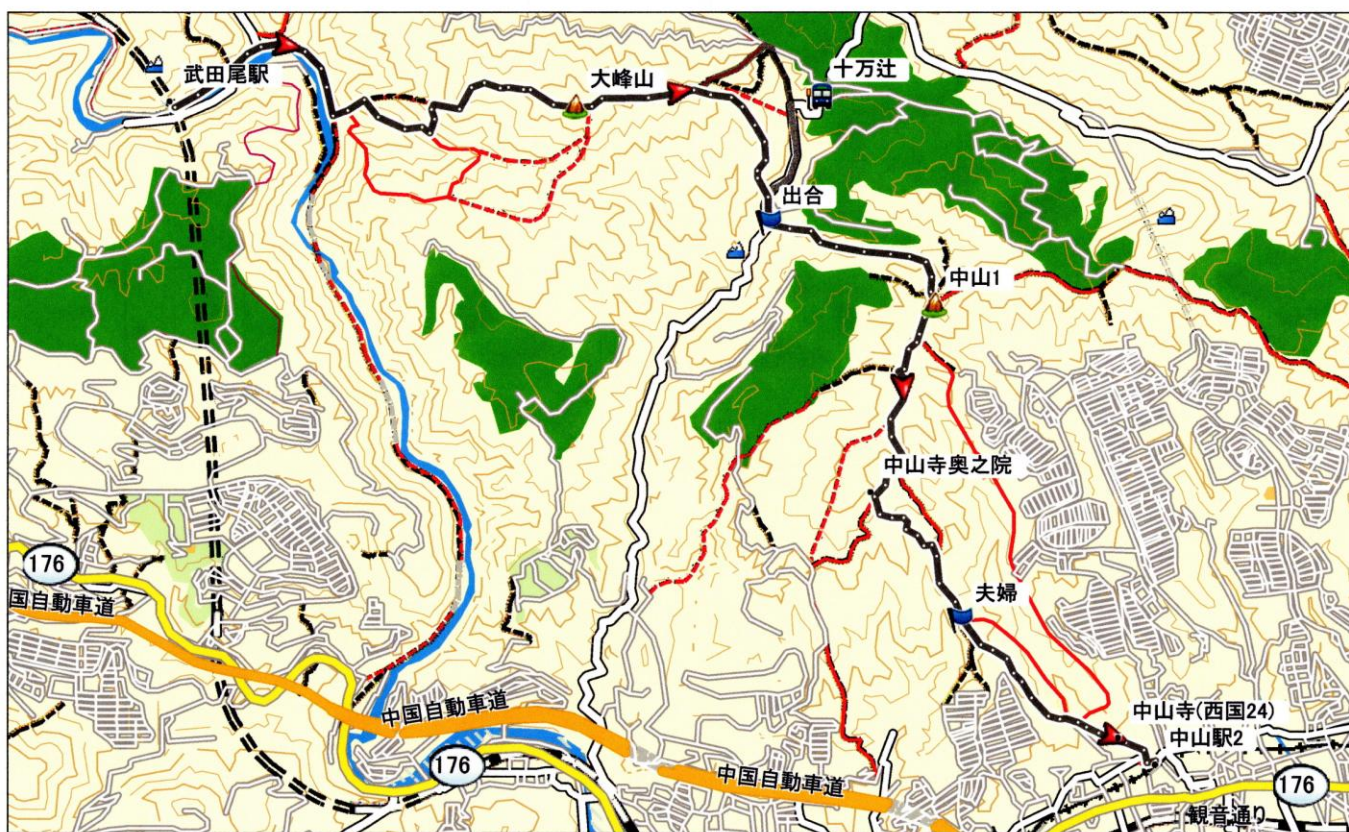 武田尾駅
大峰山
十万辻
出合
中山1
中山寺奥之院
176
国自動車道
夫婦
中国自動車道
176
中国自動車道
中山寺(西国24)
中山駅2
176
観音通り